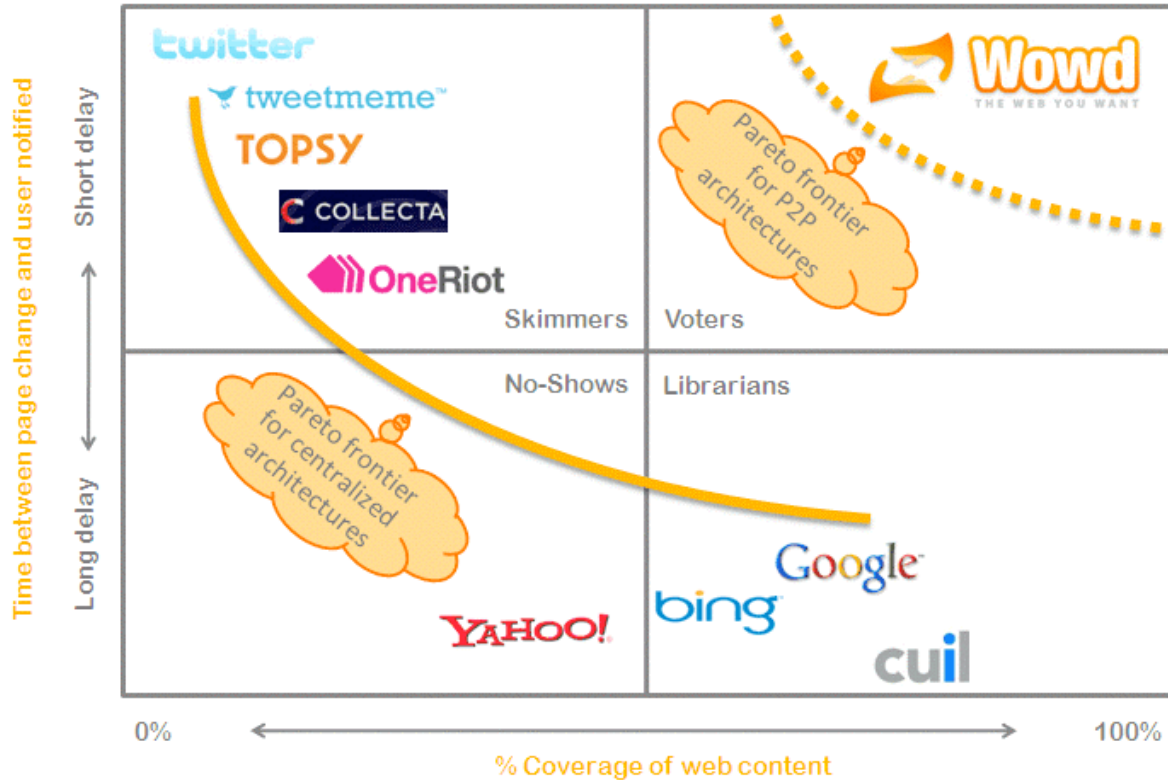 Time between page change and user notified
Short delay
Long delay
twitter
tweetmeme™
TOPSY
COLLECTA
OneRiot
Skimmers
Wowd
THE WEB YOU WANT
Pareto frontier
for P2P
architectures
Voters
No-Shows
Pareto frontier
for centralized
architectures
YAHOO!
Librarians
Google™
bing
cuil
0%
100%
% Coverage of web content